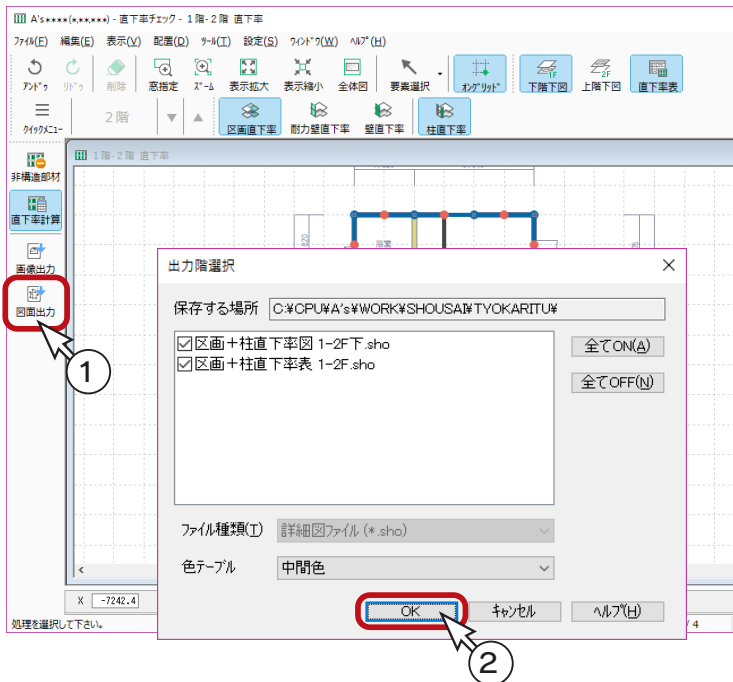 A's****(*,**,***) - 直下率チェック - 1 階-2 階 直下率
ﾌｧｲﾙ(F) 編集(E) 表示(V) 配置(D) ﾂｰﾙ(T) 設定(S) ｳｨﾝﾄﾞｳ(W) ﾍﾙﾌﾟ(H)
ｱﾝﾄﾞｩ ﾘﾄﾞｩ 削除 窓指定 ｽﾞｰﾑ 表示拡大 表示縮小 全体図 要素選択 ｵﾝｸﾞﾘｯﾄﾞ 下階下図 上階下図 直下率表
1F 2F
ｸｲｯｸﾒﾆｭｰ 2 階 ▼ ▲ 区画直下率 耐力壁直下率 壁直下率 柱直下率
1 階-2 階 直下率
非構造部材
直下率計算
画像出力
図面出力
1
820
浴室
出力階選択
保存する場所 C:¥CPU¥A's¥WORK¥SHOUSAI¥TYOKARITU¥
区画＋柱直下率図 1-2F下.sho
区画＋柱直下率表 1-2F.sho
全てON(A)
全てOFF(N)
ファイル種類(T) 詳細図ファイル (*.sho)
色テーブル 中間色
OK キャンセル ヘルプ(H)
2
X -7242.4
処理を選択して下さい。
/ 4